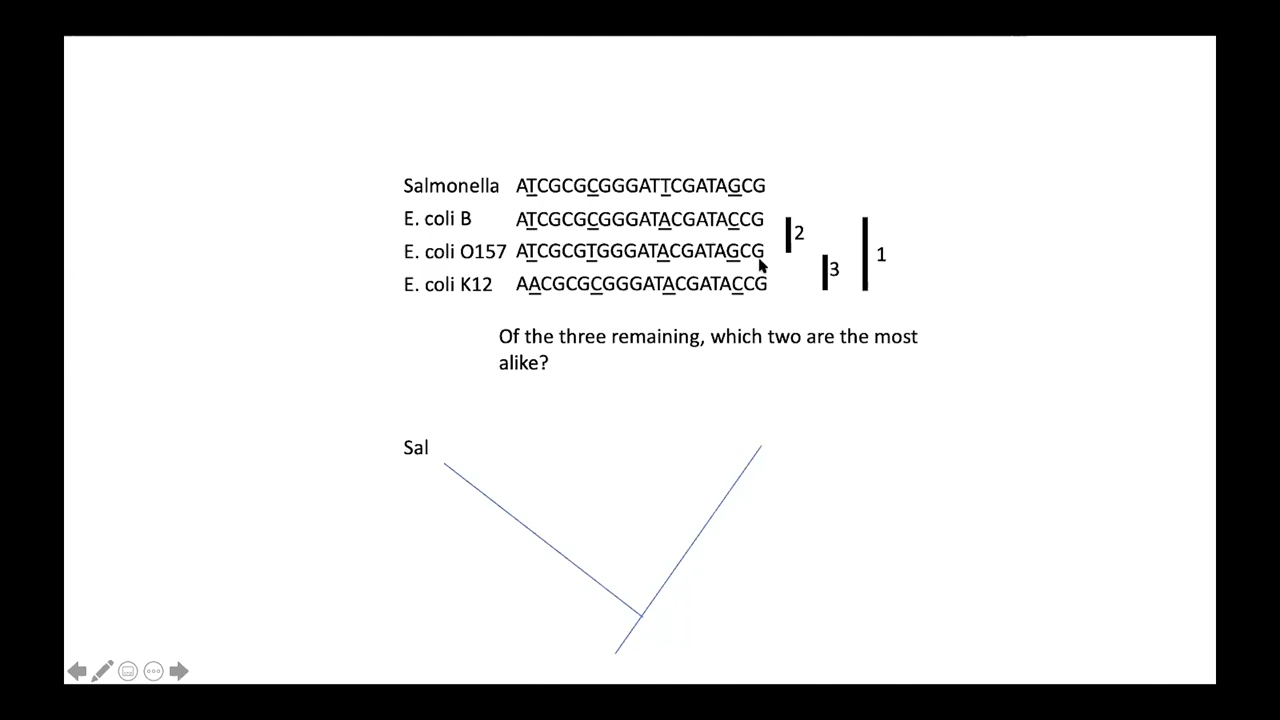 Salmonella ATCGCGCGGGATTCGATAGCG
E. coli B ATCGCGCGGGATACGATACCG
E. coli O157 ATCGCGTGGGATACGATAGCG
E. coli K12 AACGCGCGGGATACGATACCG
2
3
1
Of the three remaining, which two are the most
alike?
Sal